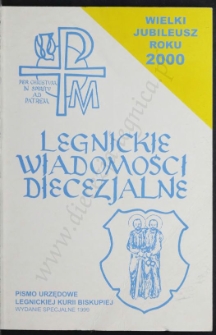 WIELKI
JUBILEUSZ
ROKU
2000
PER CHRISTUM
IN SPIRITU
AD
PATREM
LEGNICKIE
WIADOMOŚCI
DIECEZJALNE
PISMO URZĘDOWE
LEGNICKIEJ KURII BISKUPIEJ
WYDANIE SPECJALNE